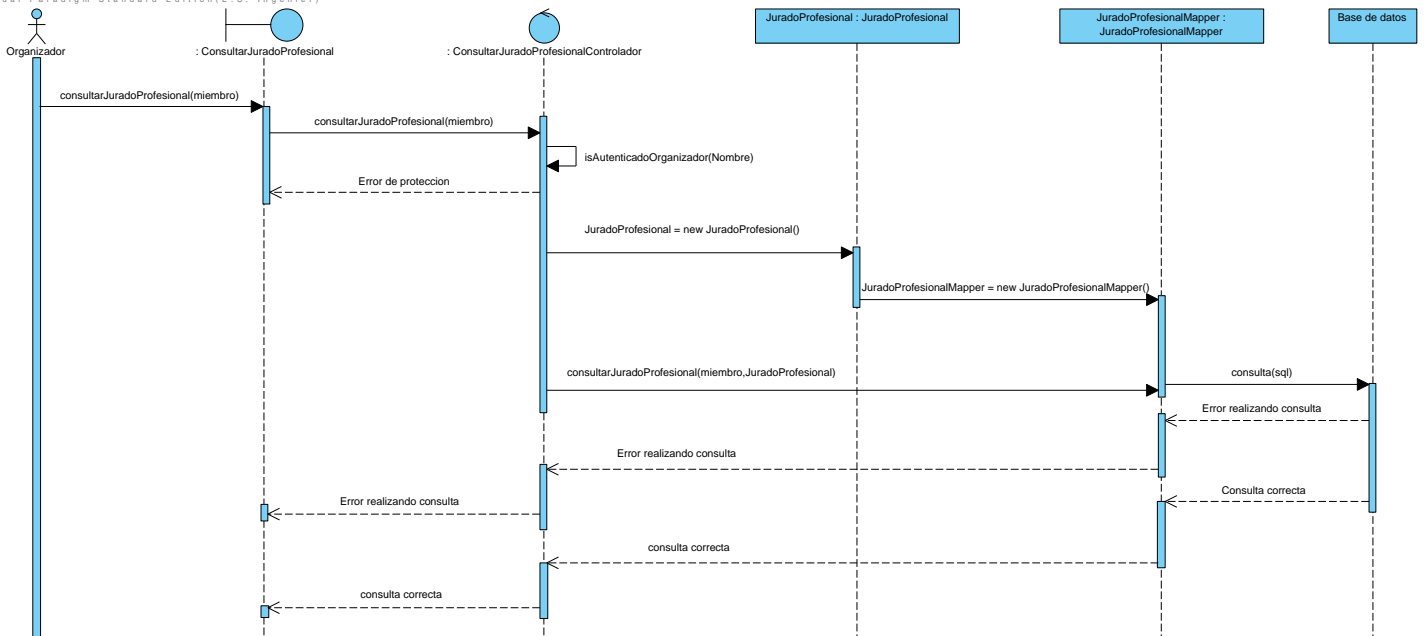 Organizador
: ConsultarJuradoProfesional
: ConsultarJuradoProfesionalControlador
JuradoProfesional : JuradoProfesional
JuradoProfesionalMapper :
JuradoProfesionalMapper
Base de datos
consultarJuradoProfesional(miembro)
consultarJuradoProfesional(miembro)
isAutenticadoOrganizador(Nombre)
Error de proteccion
JuradoProfesional = new JuradoProfesional()
JuradoProfesionalMapper = new JuradoProfesionalMapper()
consultarJuradoProfesional(miembro,JuradoProfesional)
consulta(sql)
Error realizando consulta
Error realizando consulta
Consulta correcta
Error realizando consulta
consulta correcta
consulta correcta